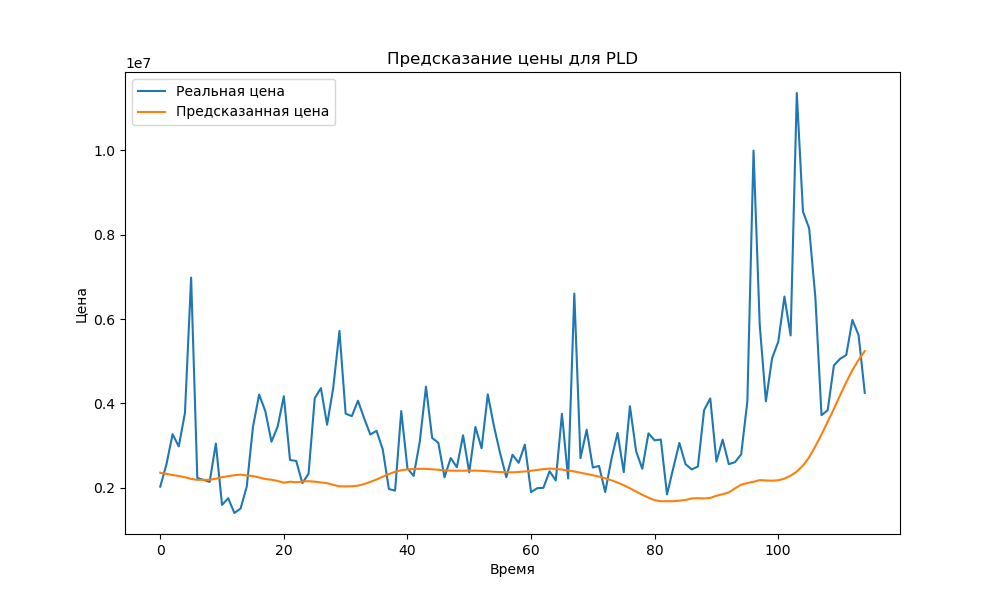 Предсказание цены для PLD
1e7
Реальная цена
Предсказанная цена
1.0
0.8
0.6
0.4
0.2
Цена
0 20 40 60 80 100
Время